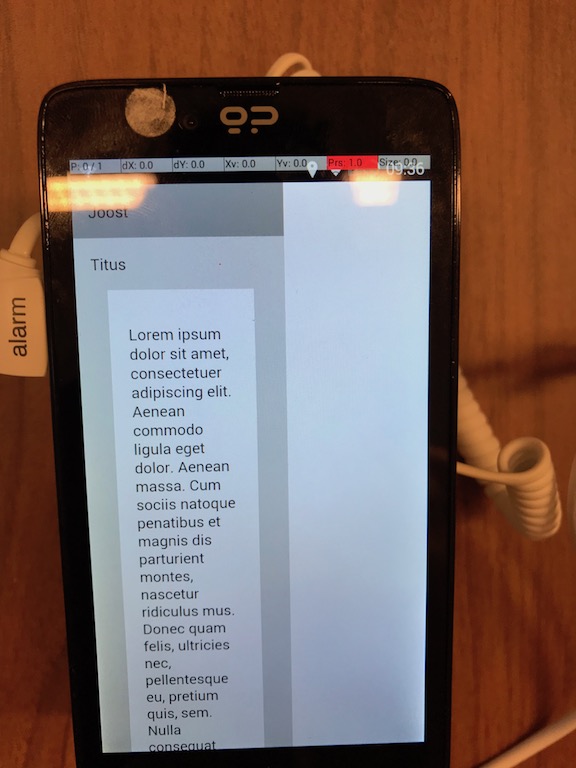 P: 0 / 1 dX: 0.0 dY: 0.0 Xv: 0.0 Yv: 0.0 Prs: 1.0 Size: 0.0
09:36
Joost
Titus
Lorem ipsum
dolor sit amet,
consectetuer
adipiscing elit.
Aenean
commodo
ligula eget
dolor. Aenean
massa. Cum
sociis natoque
penatibus et
magnis dis
parturient
montes,
nascetur
ridiculus mus.
Donec quam
felis, ultricies
nec,
pellentesque
eu, pretium
quis, sem.
Nulla
consequat
alarm